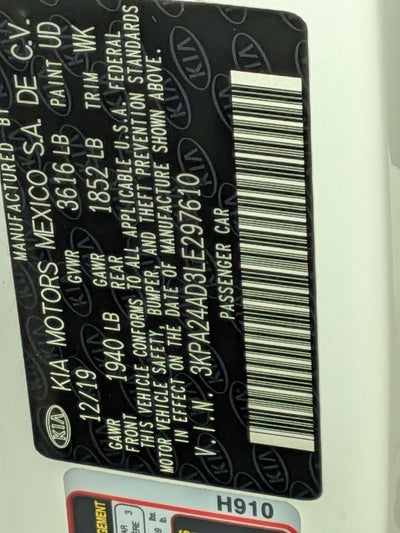 MANUFACTURED BY
KIA KIA MOTORS MEXICO S.A. DE C.V.
12/19 GVWR 3616 LB PAINT UD
GAWR FRONT 1940 LB GAWR REAR 1852 LB TRIM WK
THIS VEHICLE CONFORMS TO ALL APPLICABLE U.S.A. FEDERAL
MOTOR VEHICLE SAFETY, BUMPER, AND THEFT PREVENTION STANDARDS
IN EFFECT ON THE DATE OF MANUFACTURE SHOWN ABOVE.
V. I. N. 3KPA24AD3LE297610
PASSENGER CAR
H910